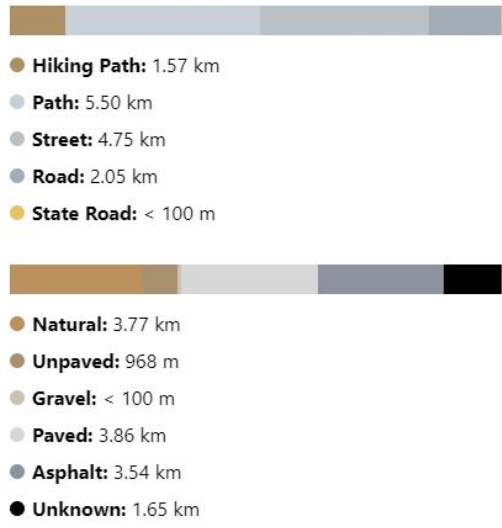 Hiking Path: 1.57 km
Path: 5.50 km
Street: 4.75 km
Road: 2.05 km
State Road: < 100 m
Natural: 3.77 km
Unpaved: 968 m
Gravel: < 100 m
Paved: 3.86 km
Asphalt: 3.54 km
Unknown: 1.65 km